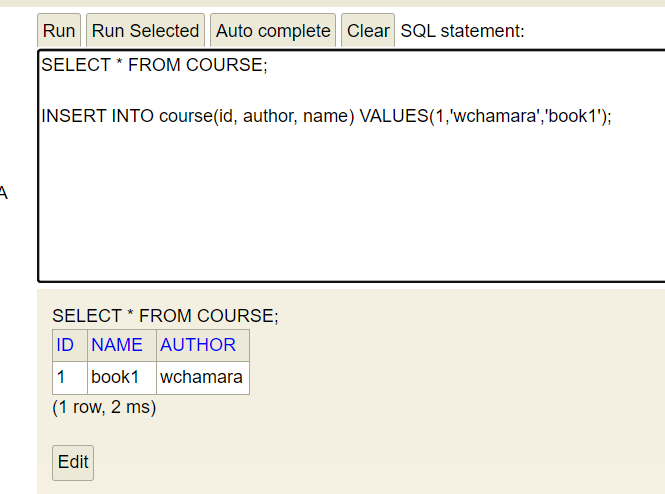 Run Run Selected Auto complete Clear SQL statement:
SELECT * FROM COURSE;
INSERT INTO course(id, author, name) VALUES(1,'wchamara','book1');
A
SELECT * FROM COURSE;
ID NAME AUTHOR
1 book1 wchamara
(1 row, 2 ms)
Edit